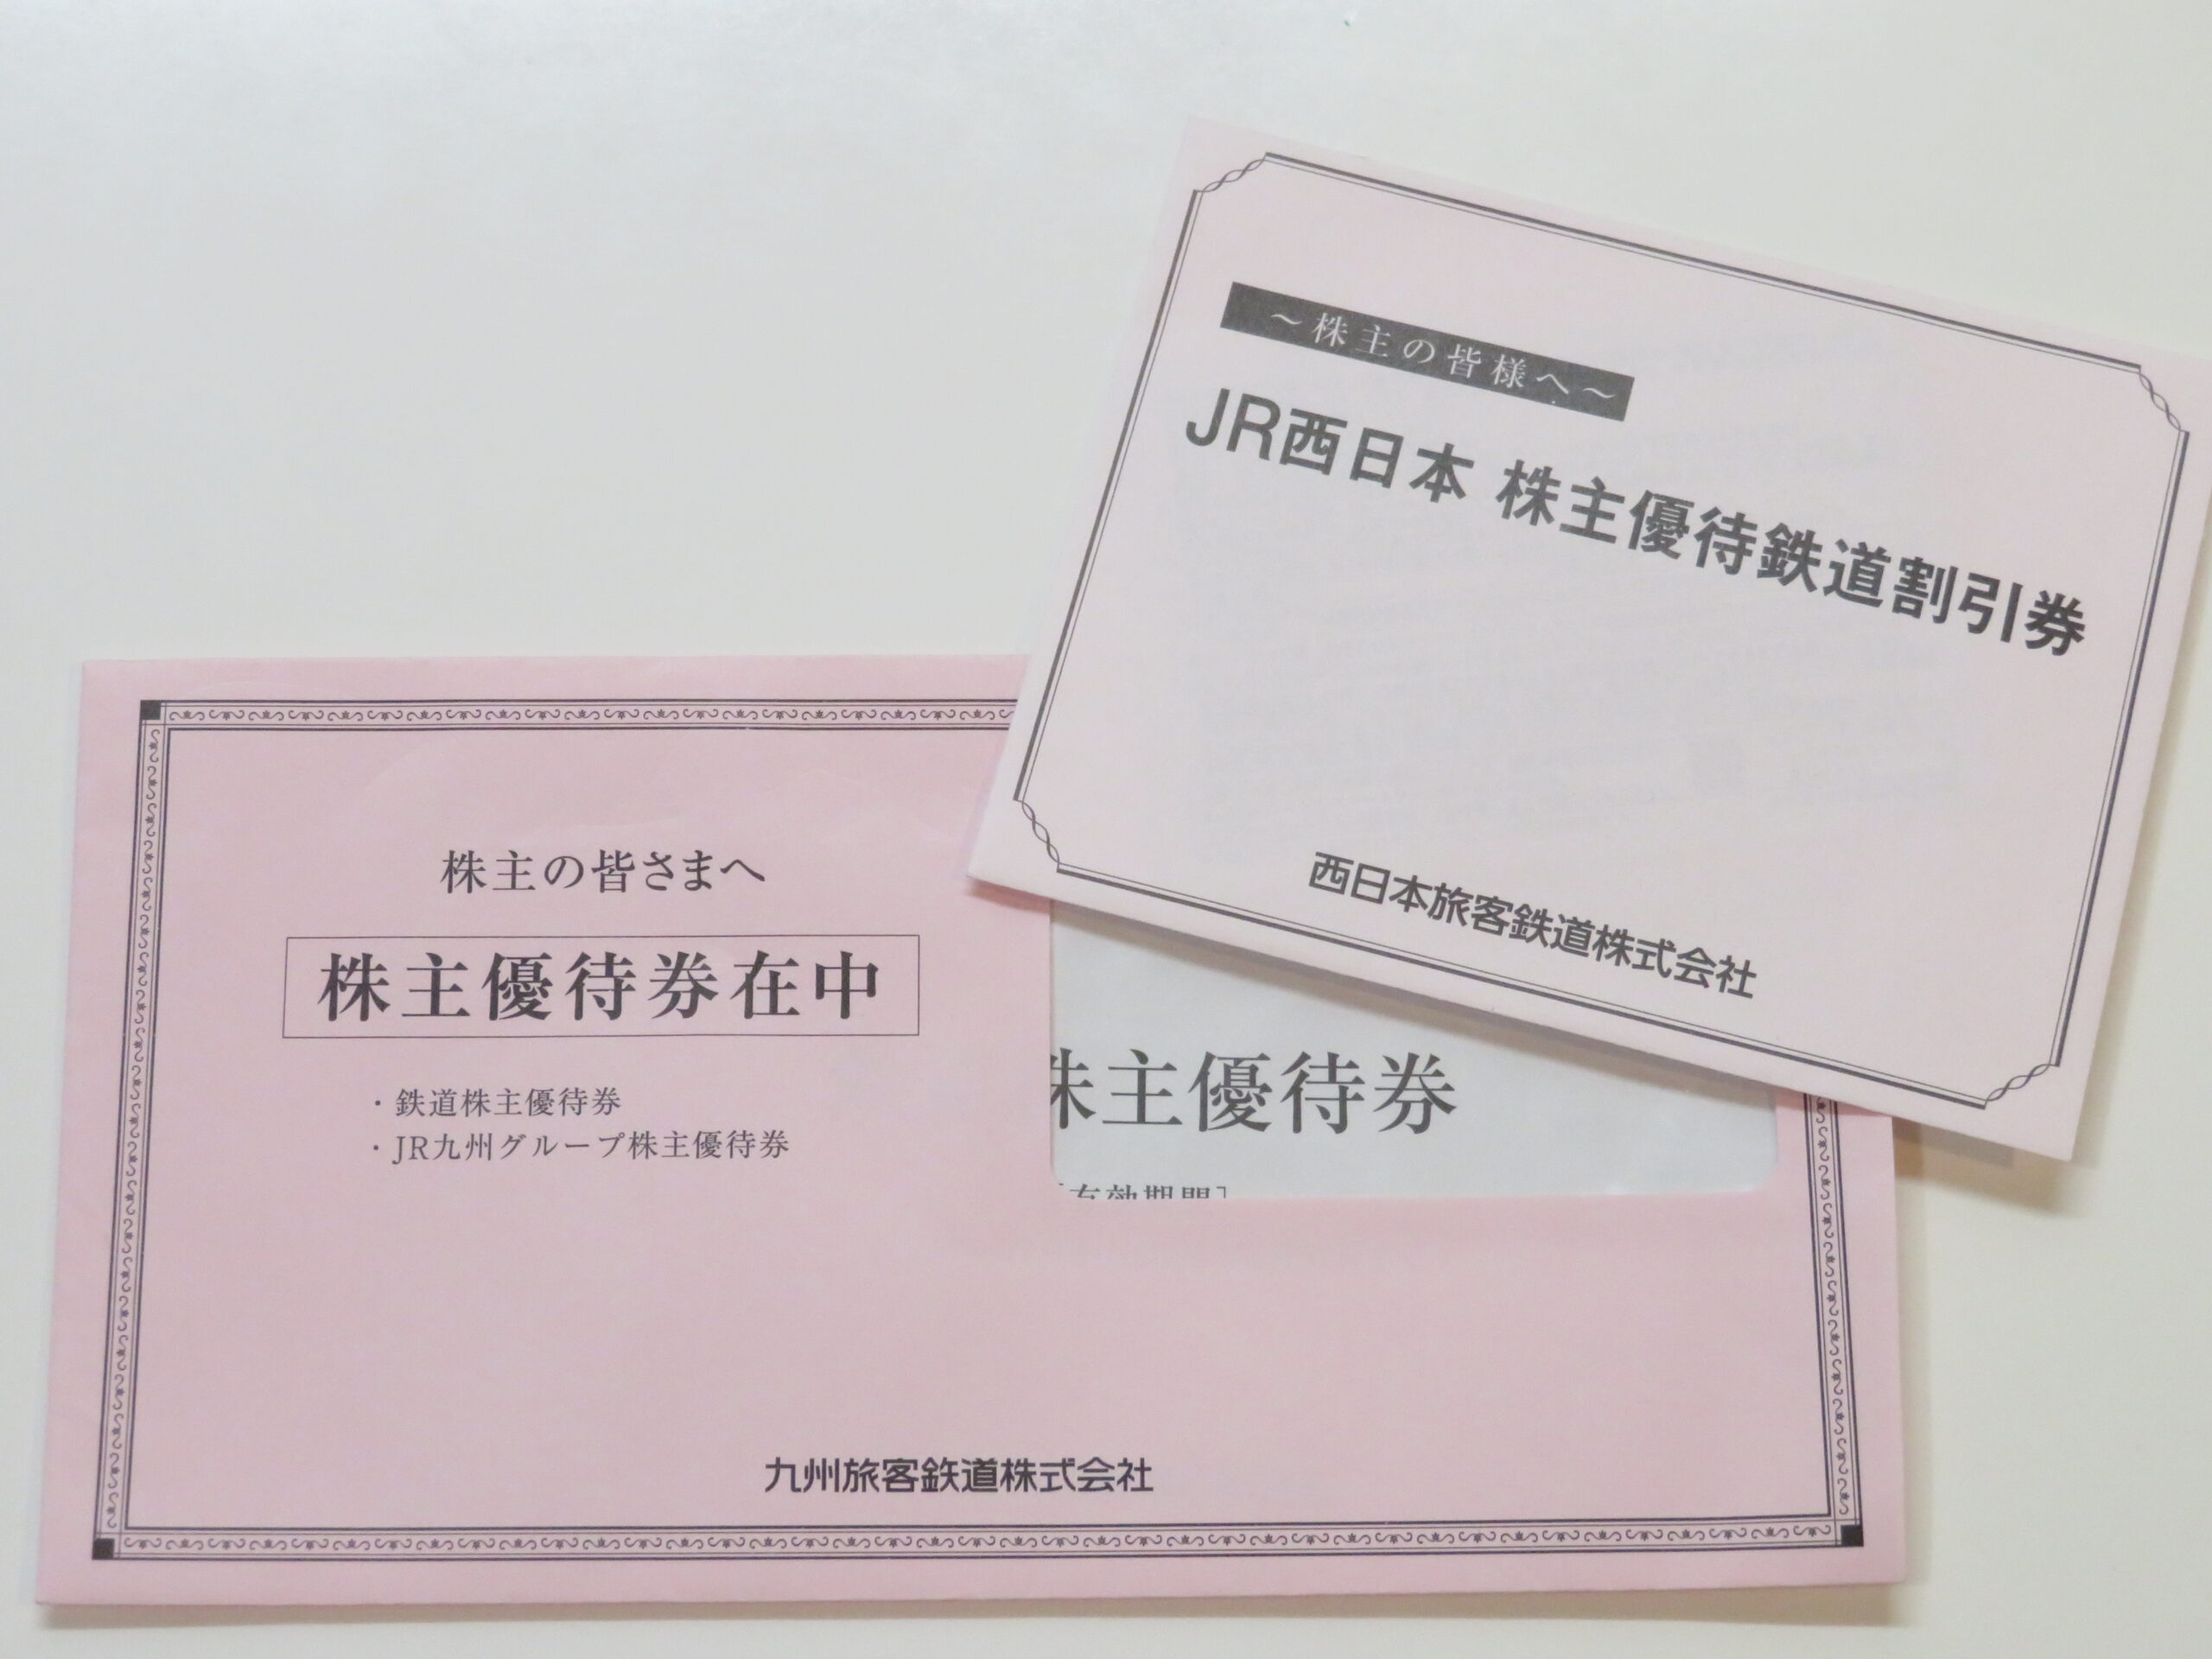 ～株主の皆様へ～
JR西日本 株主優待鉄道割引券
西日本旅客鉄道株式会社
株主の皆さまへ
株主優待券在中
・鉄道株主優待券
・JR九州グループ株主優待券
株主優待券
［有効期間］
九州旅客鉄道株式会社